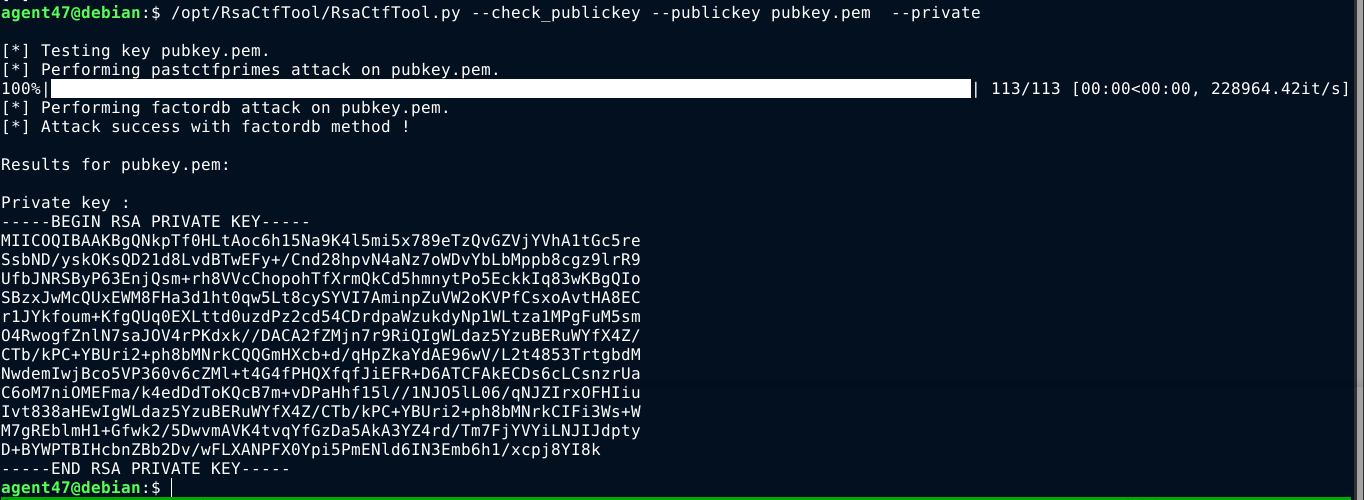 agent47@debian:$ /opt/RsaCtfTool/RsaCtfTool.py --check_publickey --publickey pubkey.pem  --private
[*] Testing key pubkey.pem.
[*] Performing pastctfprimes attack on pubkey.pem.
100%|                    | 113/113 [00:00<00:00, 228964.42it/s]
[*] Performing factordb attack on pubkey.pem.
[*] Attack success with factordb method !
Results for pubkey.pem:
Private key :
-----BEGIN RSA PRIVATE KEY-----
MIICOQIBAAKBgQNkpTf0HLtAoc6h15Na9K4l5mi5x789eTzQvGZVjYVhA1tGc5re
SsbND/yskOKsQD21d8LvdBTwEFy+/Cnd28hpvN4aNz7oWDvYbLbMppb8cgz9lrR9
UfbJNRSByP63EnjQsm+rh8VVcChopohTfXrmQkCd5hmnytPo5EckkIq83wKBgQIo
SBzxJwMcQUxEWM8FHa3d1ht0qw5Lt8cySYVI7AminpZuVW2oKVPfCsxoAvtHA8EC
r1JYkfoum+KfgQUq0EXLttd0uzdPz2cd54CDrdpaWzukdyNp1WLtza1MPgFuM5sm
O4RwogfZnlN7saJOV4rPKdxk//DACA2fZMjn7r9RiQIgWLdaz5YzuBERuWYfX4Z/
CTb/kPC+YBUri2+ph8bMNrkCQQGmHXcb+d/qHpZkaYdAE96wV/L2t4853TrtgbdM
NwdemIwjBco5VP360v6cZMl+t4G4fPHQXfqfJiEFR+D6ATCFAkECDs6cLCsnzrUa
C6oM7niOMEFma/k4edDdToKQcB7m+vDPaHhf15l//1NJO5lL06/qNJZIrxOFHIiu
Ivt838aHEwIgWLdaz5YzuBERuWYfX4Z/CTb/kPC+YBUri2+ph8bMNrkCIFi3Ws+W
M7gREblmH1+Gfwk2/5DwvmAVK4tvqYfGzDa5AkA3YZ4rd/Tm7FjYVYiLNJIJdpty
D+BYWPTBIHcbnZBb2Dv/wFLXANPFX0Ypi5PmENld6IN3Emb6h1/xcpj8YI8k
-----END RSA PRIVATE KEY-----
agent47@debian:$